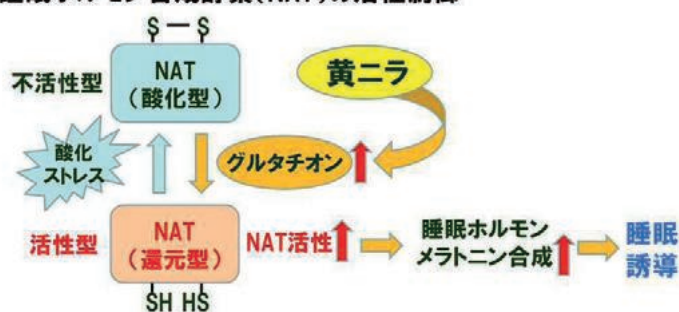 S－S
不活性型
NAT
（酸化型）
黄ニラ
酸化
ストレス
グルタチオン
活性型
NAT
（還元型）
NAT活性
睡眠ホルモン
メラトニン合成
睡眠
誘導
SH HS